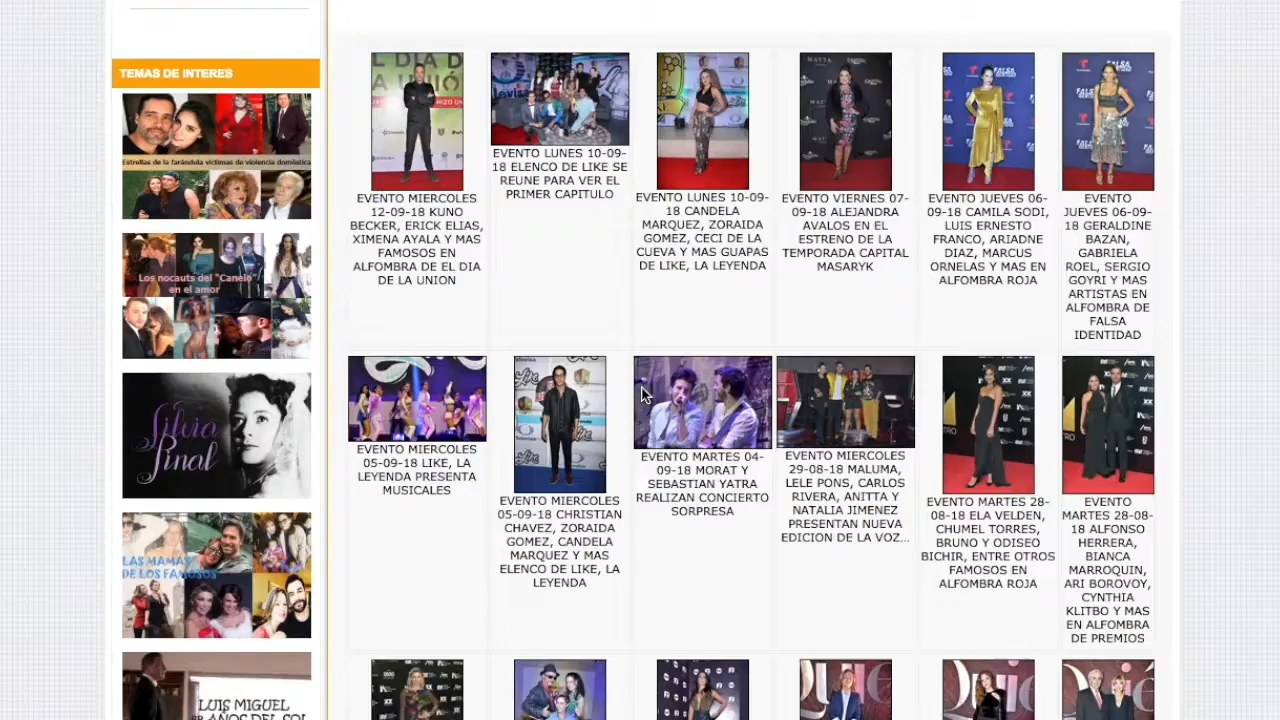 TEMAS DE INTERES
Estrellas de la farándula víctimas de violencia doméstica
Los nocauts del "Canelo"
en el amor
Silvia
Pinal
LAS MAMÁS
DE LOS FAMOSOS
LUIS MIGUEL
AÑOS DEL SOL
EVENTO MIERCOLES
12-09-18 KUNO
BECKER, ERICK ELIAS,
XIMENA AYALA Y MAS
FAMOSOS EN
ALFOMBRA DE EL DIA
DE LA UNION
EVENTO LUNES 10-09-
18 ELENCO DE LIKE SE
REUNE PARA VER EL
PRIMER CAPITULO
EVENTO LUNES 10-09-
18 CANDELA
MARQUEZ, ZORAIDA
GOMEZ, CECI DE LA
CUEVA Y MAS GUAPAS
DE LIKE, LA LEYENDA
EVENTO VIERNES 07-
09-18 ALEJANDRA
AVALOS EN EL
ESTRENO DE LA
TEMPORADA CAPITAL
MASARYK
EVENTO JUEVES 06-
09-18 CAMILA SODI,
LUIS ERNESTO
FRANCO, ARIADNE
DIAZ, MARCUS
ORNELAS Y MAS EN
ALFOMBRA ROJA
EVENTO
JUEVES 06-09-
18 GERALDINE
BAZAN,
GABRIELA
ROEL, SERGIO
GOYRI Y MAS
ARTISTAS EN
ALFOMBRA DE
FALSA
IDENTIDAD
EVENTO MIERCOLES
05-09-18 LIKE, LA
LEYENDA PRESENTA
MUSICALES
EVENTO MIERCOLES
05-09-18 CHRISTIAN
CHAVEZ, ZORAIDA
GOMEZ, CANDELA
MARQUEZ Y MAS
ELENCO DE LIKE, LA
LEYENDA
EVENTO MARTES 04-
09-18 MORAT Y
SEBASTIAN YATRA
REALIZAN CONCIERTO
SORPRESA
EVENTO MIERCOLES
29-08-18 MALUMA,
LELE PONS, CARLOS
RIVERA, ANITTA Y
NATALIA JIMENEZ
PRESENTAN NUEVA
EDICION DE LA VOZ...
EVENTO MARTES 28-
08-18 ELA VELDEN,
CHUMEL TORRES,
BRUNO Y ODISEO
BICHIR, ENTRE OTROS
FAMOSOS EN
ALFOMBRA ROJA
EVENTO
MARTES 28-08-
18 ALFONSO
HERRERA,
BIANCA
MARROQUIN,
ARI BOROVOY,
CYNTHIA
KLITBO Y MAS
EN ALFOMBRA
DE PREMIOS